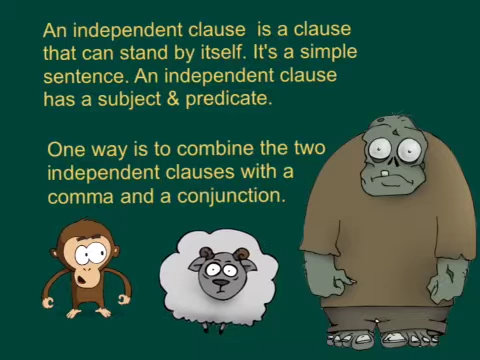 An independent clause is a clause
that can stand by itself. It's a simple
sentence. An independent clause
has a subject & predicate.
One way is to combine the two
independent clauses with a
comma and a conjunction.